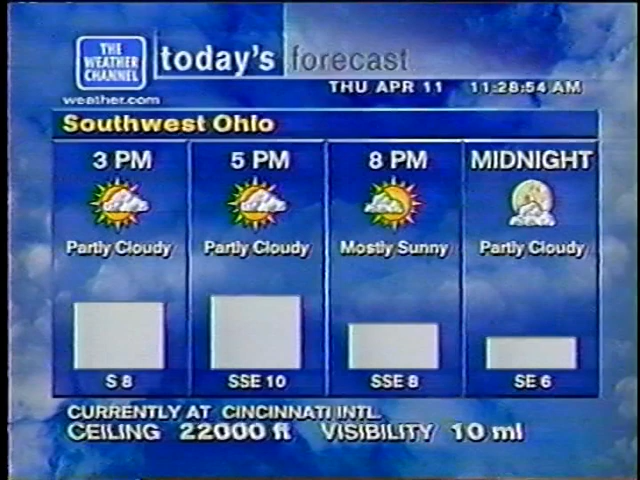 THE
WEATHER
CHANNEL
today's forecast
weather.com
THU APR 11 11:28:54 AM
Southwest Ohio
3 PM 5 PM 8 PM MIDNIGHT
Partly Cloudy Partly Cloudy Mostly Sunny Partly Cloudy
S 8 SSE 10 SSE 8 SE 6
CURRENTLY AT CINCINNATI INTL.
CEILING 22000 ft VISIBILITY 10 mi